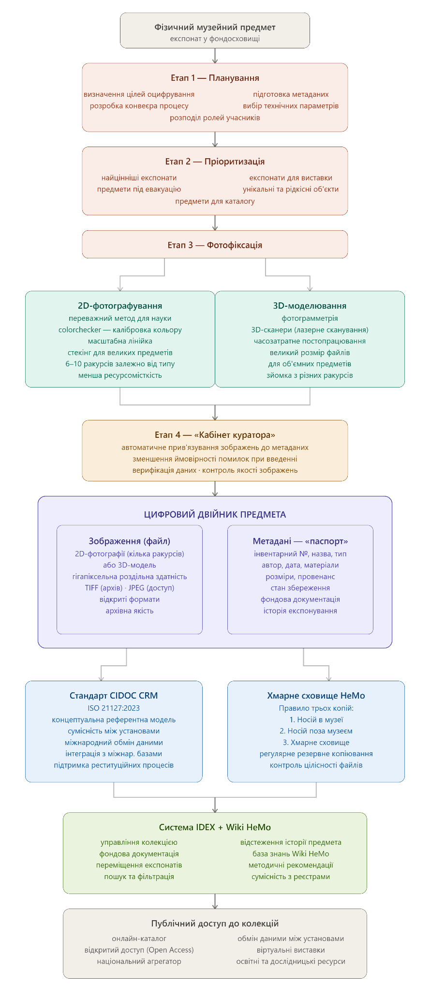 Фізичний музейний предмет
експонат у фондосховищі
Етап 1 — Планування
визначення цілей оцифрування
підготовка метаданих
розробка конвеєра процесу
вибір технічних параметрів
розподіл ролей учасників
Етап 2 — Пріоритизація
найцінніші експонати
експонати для виставки
предмети під евакуацію
унікальні та рідкісні об'єкти
предмети для каталогу
Етап 3 — Фотофіксація
2D-фотографування
переважний метод для науки
colorchecker — калібровка кольору
масштабна лінійка
стекінг для великих предметів
6–10 ракурсів залежно від типу
менша ресурсомісткість
3D-моделювання
фотограмметрія
3D-сканери (лазерне сканування)
часозатратне постопрацювання
великий розмір файлів
для об'ємних предметів
зйомка з різних ракурсів
Етап 4 — «Кабінет куратора»
автоматичне прив'язування зображень до метаданих
зменшення ймовірності помилок при введенні
верифікація даних · контроль якості зображень
ЦИФРОВИЙ ДВІЙНИК ПРЕДМЕТА
Зображення (файл)
2D-фотографії (кілька ракурсів)
або 3D-модель
гігапіксельна роздільна здатність
TIFF (архів) · JPEG (доступ)
відкриті формати
архівна якість
Метадані — «паспорт»
інвентарний №, назва, тип
автор, дата, матеріали
розміри, провенанс
стан збереження
фондова документація
історія експонування
Стандарт CIDOC CRM
ISO 21127:2023
концептуальна референтна модель
сумісність між установами
міжнародний обмін даними
інтеграція з міжнар. базами
підтримка реституційних процесів
Хмарне сховище HeMo
Правило трьох копій:
1. Носій в музеї
2. Носій поза музеєм
3. Хмарне сховище
регулярне резервне копіювання
контроль цілісності файлів
Система IDEX + Wiki HeMo
управління колекцією
фондова документація
переміщення експонатів
пошук та фільтрація
відстеження історії предмета
база знань Wiki HeMo
методичні рекомендації
сумісність з реєстрами
Публічний доступ до колекцій
онлайн-каталог
відкритий доступ (Open Access)
національний агрегатор
обмін даними між установами
віртуальні виставки
освітні та дослідницькі ресурси